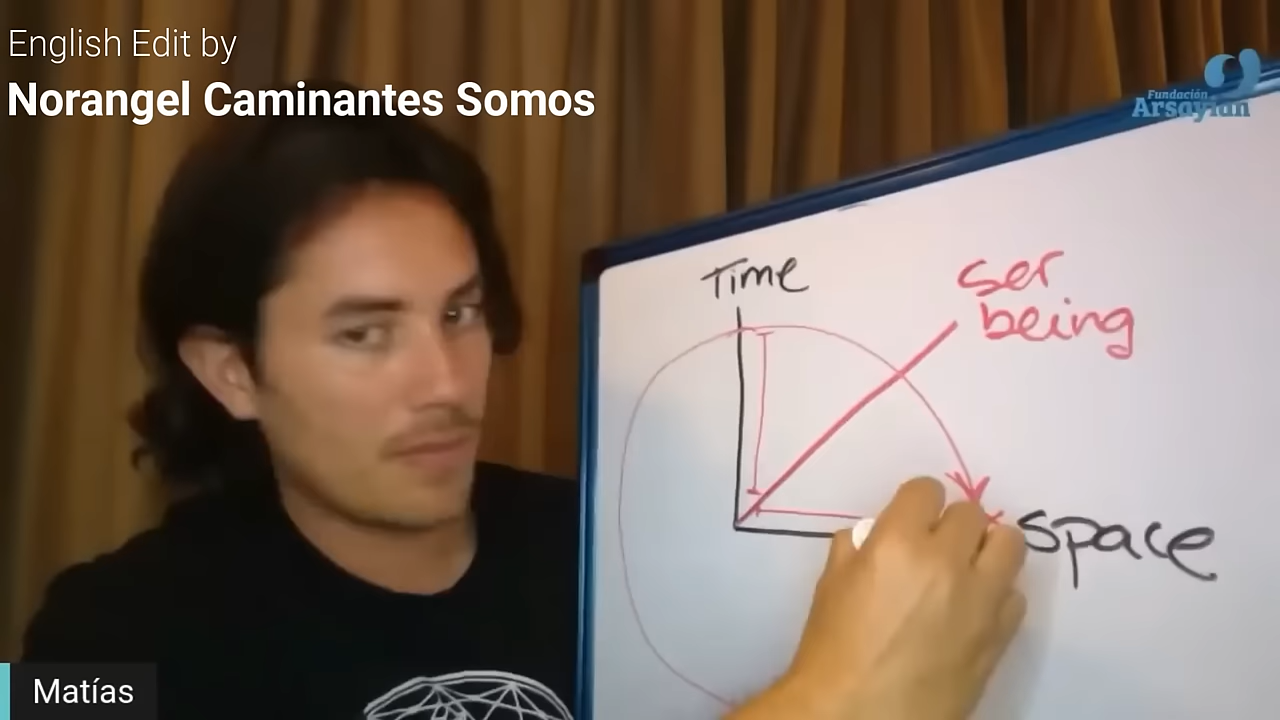 English Edit by
Norangel Caminantes Somos
Fundación
Arsayian
Time
ser
being
space
Matías